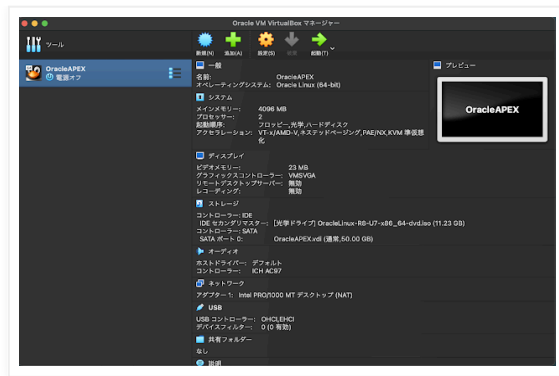 Oracle VM VirtualBox マネージャー
ツール
新規(N) 追加(A) 設定(S) 破棄 起動(T)
OracleAPEX
電源オフ
一般
名前: OracleAPEX
オペレーティングシステム: Oracle Linux (64-bit)
システム
メインメモリー: 4096 MB
プロセッサー: 2
起動順序: フロッピー,光学,ハードディスク
アクセラレーション: VT-x/AMD-V,ネステッドページング,PAE/NX,KVM 準仮想化
ディスプレイ
ビデオメモリー: 23 MB
グラフィックスコントローラー: VMSVGA
リモートデスクトップサーバー: 無効
レコーディング: 無効
ストレージ
コントローラー: IDE
IDE セカンダリマスター: [光学ドライブ] OracleLinux-R8-U7-x86_64-dvd.iso (11.23 GB)
コントローラー: SATA
SATA ポート 0: OracleAPEX.vdi (通常,50.00 GB)
オーディオ
ホストドライバー: デフォルト
コントローラー: ICH AC97
ネットワーク
アダプター 1: Intel PRO/1000 MT デスクトップ (NAT)
USB
USB コントローラー: OHCI,EHCI
デバイスフィルター: 0 (0 有効)
共有フォルダー
なし
説明
プレビュー
OracleAPEX